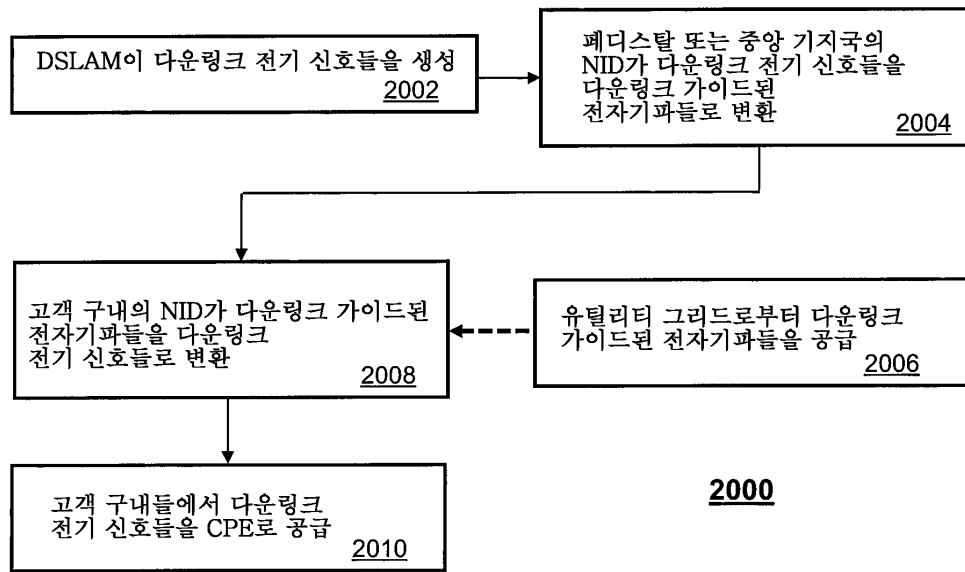 DSLAM이 다운링크 전기 신호들을 생성
2002
페디스탈 또는 중앙 기지국의
NID가 다운링크 전기 신호들을
다운링크 가이드된
전자기파들로 변환
2004
고객 구내의 NID가 다운링크 가이드된
전자기파들을 다운링크
전기 신호들로 변환
2008
유틸리티 그리드로부터 다운링크
가이드된 전자기파들을 공급
2006
고객 구내들에서 다운링크
전기 신호들을 CPE로 공급
2010
2000